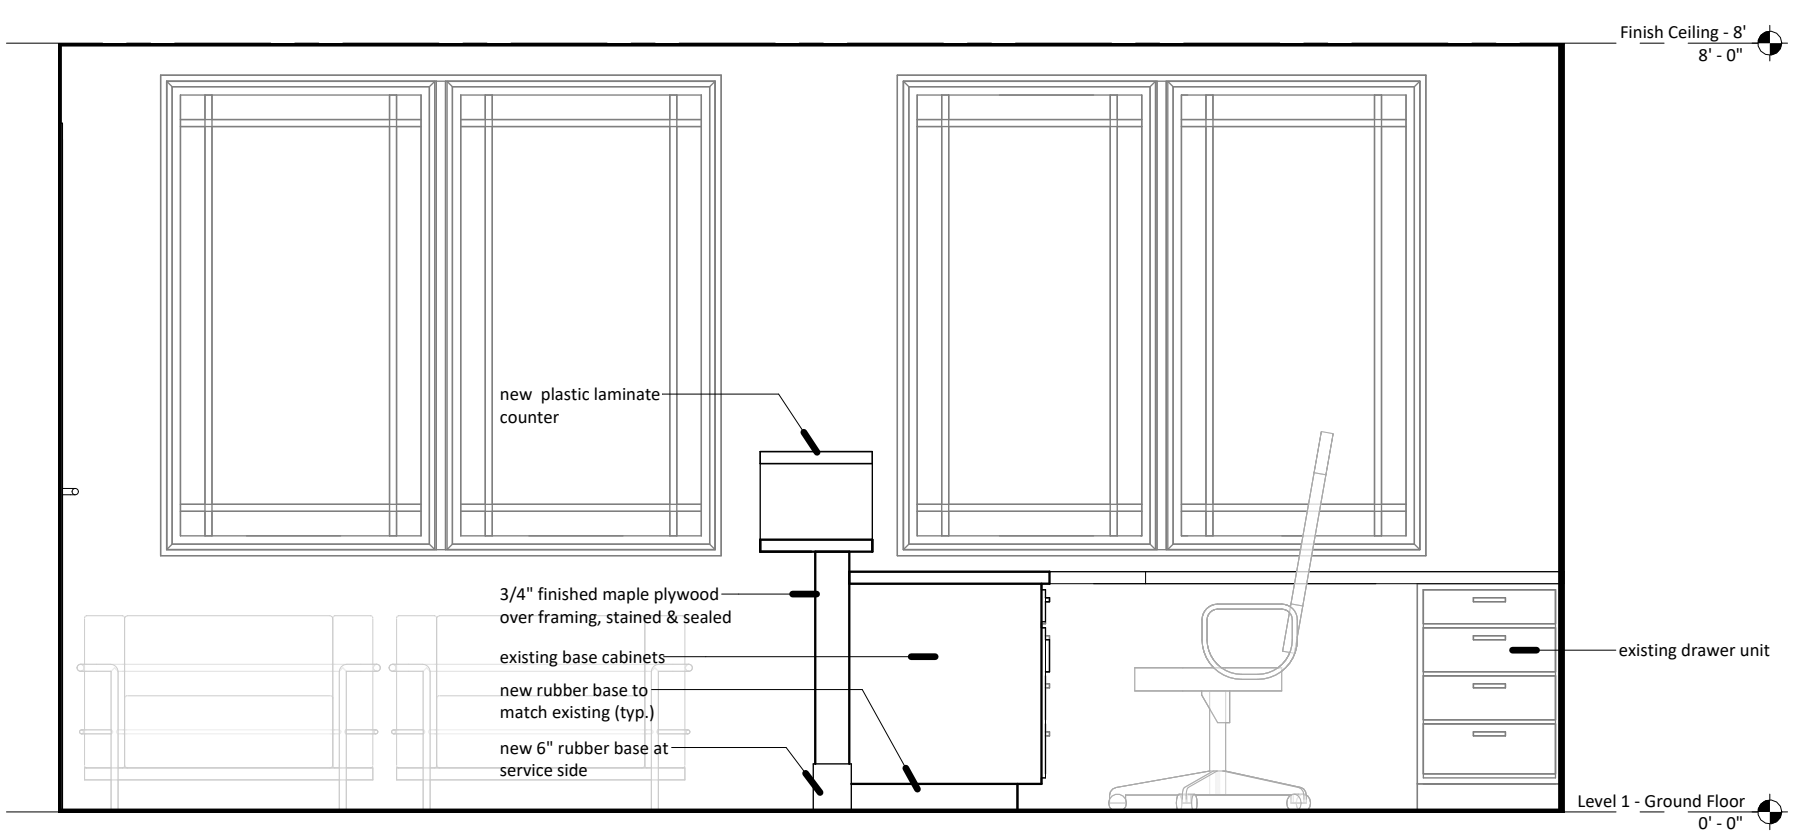 Finish Ceiling - 8'
8' - 0"
new  plastic laminate
counter
3/4" finished maple plywood
over framing, stained & sealed
existing base cabinets
existing drawer unit
new rubber base to
match existing (typ.)
new 6" rubber base at
service side
Level 1 - Ground Floor
0' - 0"